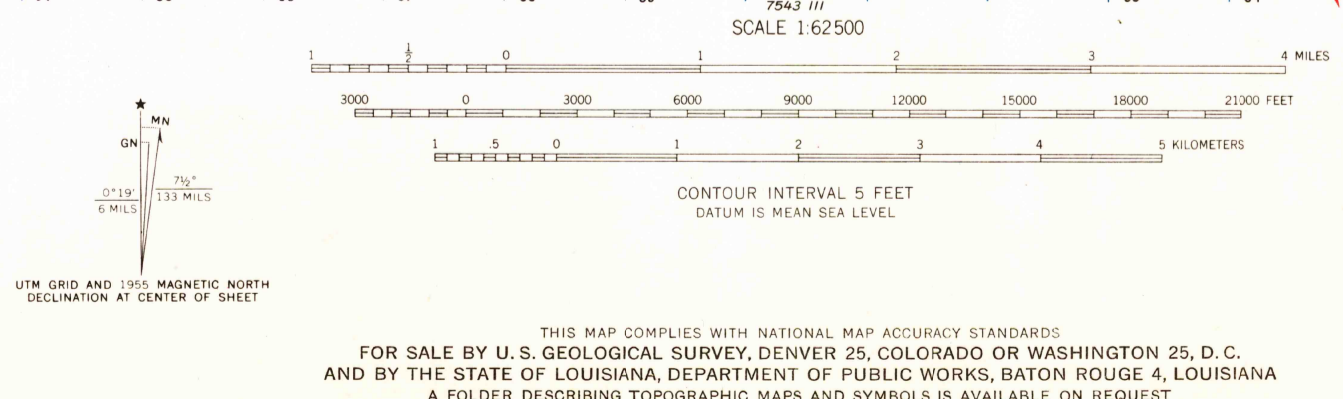 7543 III
SCALE 1:62500
1 ½ 0 1 2 3 4 MILES
3000 0 3000 6000 9000 12000 15000 18000 21000 FEET
1 .5 0 1 2 3 4 5 KILOMETERS
CONTOUR INTERVAL 5 FEET
DATUM IS MEAN SEA LEVEL
★
MN
GN
0°19'
6 MILS
7½°
133 MILS
UTM GRID AND 1955 MAGNETIC NORTH
DECLINATION AT CENTER OF SHEET
THIS MAP COMPLIES WITH NATIONAL MAP ACCURACY STANDARDS
FOR SALE BY U. S. GEOLOGICAL SURVEY, DENVER 25, COLORADO OR WASHINGTON 25, D. C.
AND BY THE STATE OF LOUISIANA, DEPARTMENT OF PUBLIC WORKS, BATON ROUGE 4, LOUISIANA
A FOLDER DESCRIBING TOPOGRAPHIC MAPS AND SYMBOLS IS AVAILABLE ON REQUEST